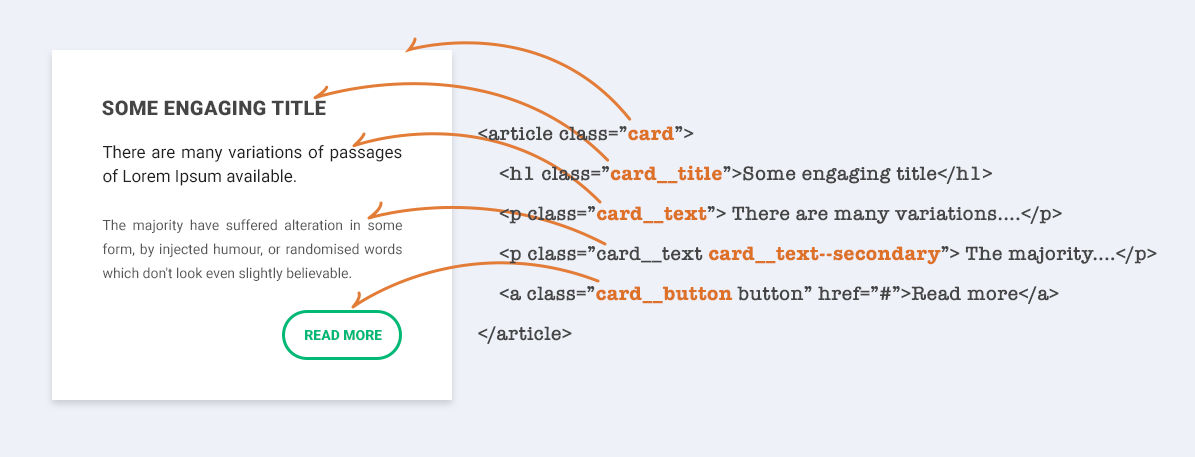 SOME ENGAGING TITLE
There are many variations of passages
of Lorem Ipsum available.
The majority have suffered alteration in some
form, by injected humour, or randomised words
which don't look even slightly believable.
READ MORE
<article class=”card”>
<h1 class=”card__title”>Some engaging title</h1>
<p class=”card__text”> There are many variations....</p>
<p class=”card__text card__text--secondary”> The majority....</p>
<a class=”card__button button” href=”#”>Read more</a>
</article>